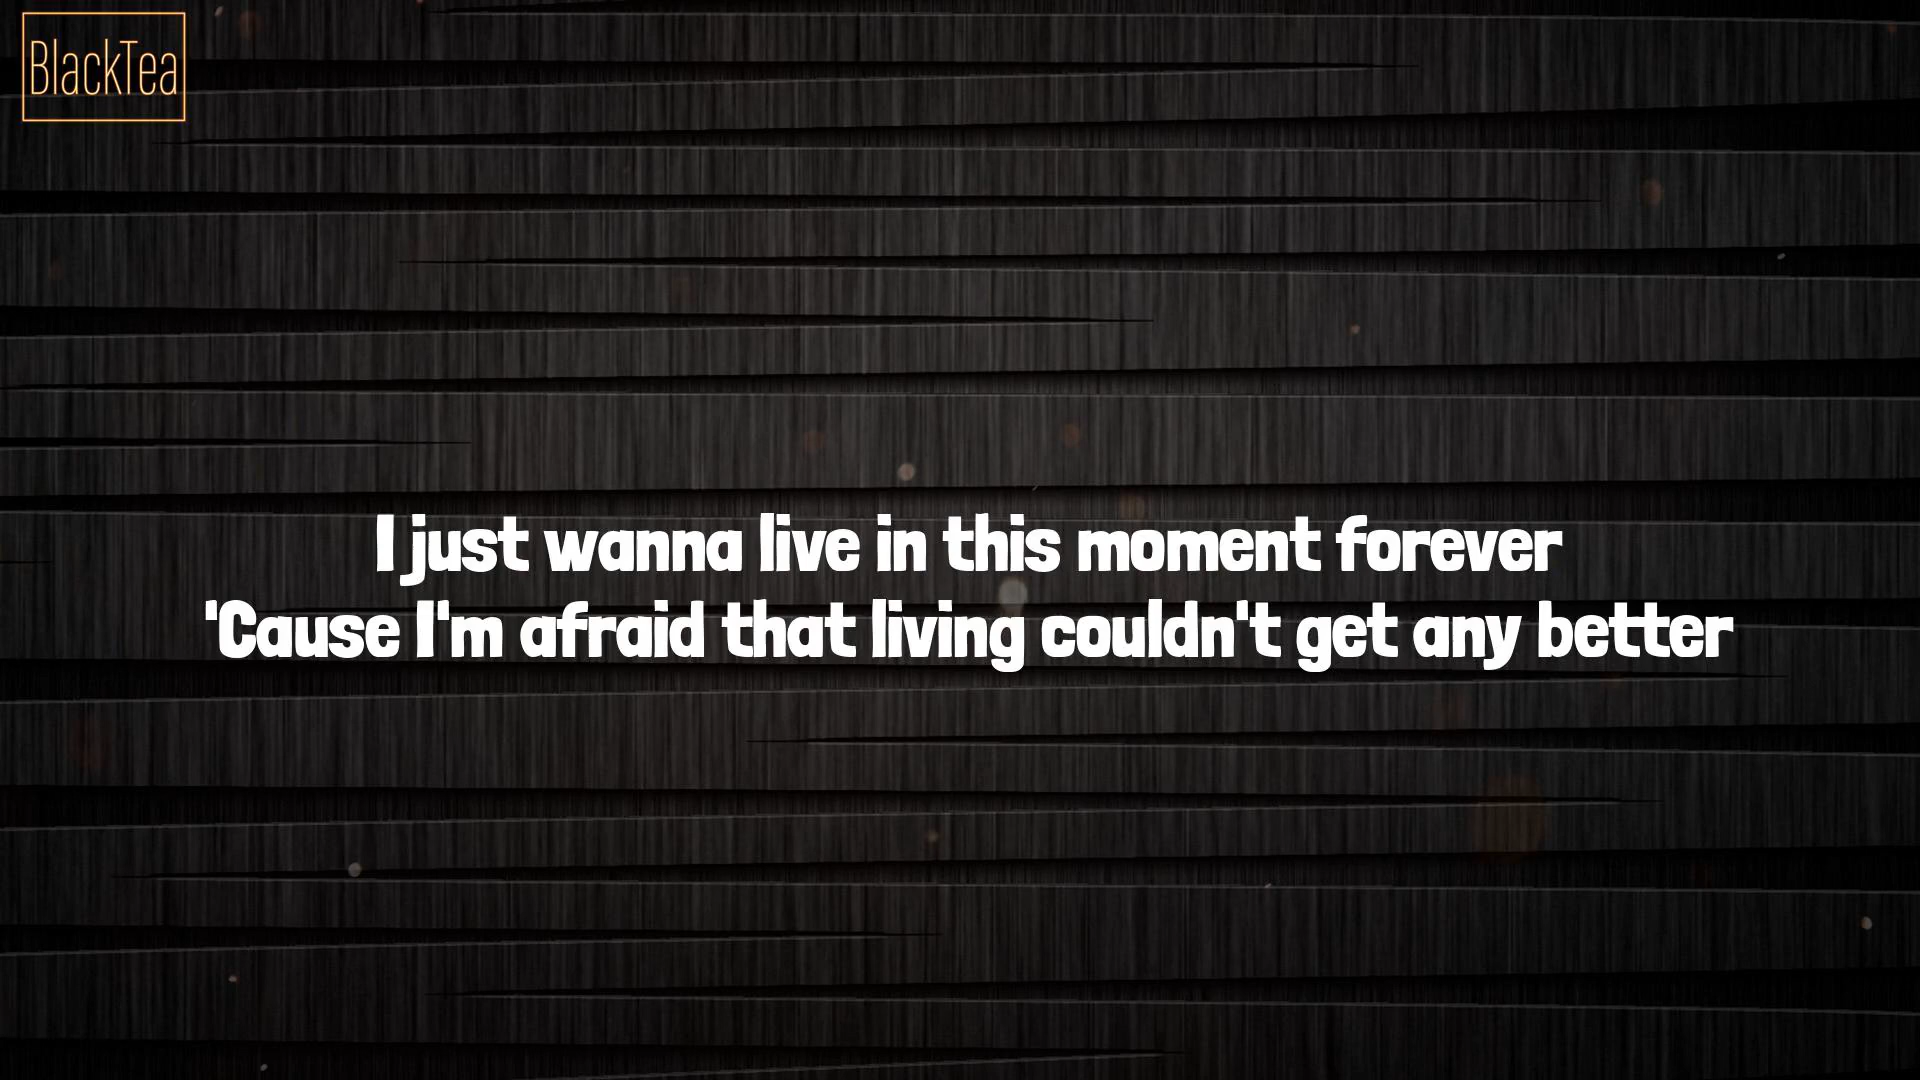 BlackTea
I just wanna live in this moment forever
'Cause I'm afraid that living couldn't get any better